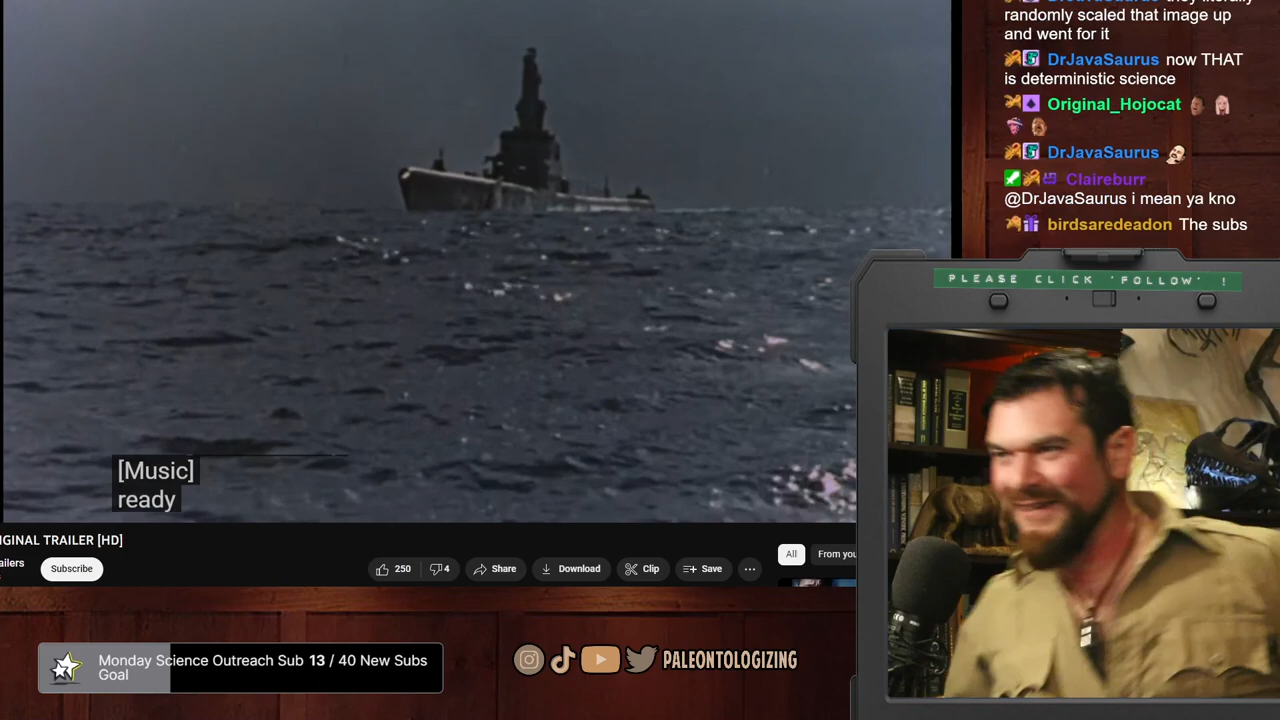 randomly scaled that image up
and went for it
DrJavaSaurus now THAT
is deterministic science
Original_Hojocat
DrJavaSaurus
Claireburr
@DrJavaSaurus i mean ya kno
birdsaredeadon The subs
PLEASE CLICK "FOLLOW" !
[Music]
ready
IGINAL TRAILER [HD]
ailers
Subscribe
250
4
Share
Download
Clip
Save
All
From you
Monday Science Outreach Sub 13 / 40 New Subs
Goal
PALEONTOLOGIZING